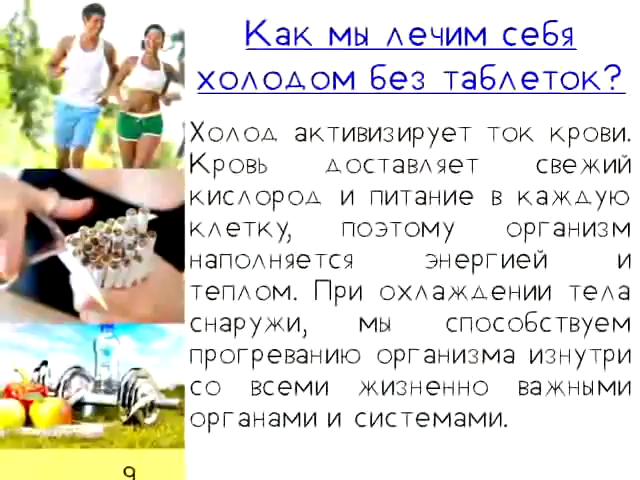 Как мы лечим себя
холодом без таблеток?
Холод активизирует ток крови.
Кровь доставляет свежий
кислород и питание в каждую
клетку, поэтому организм
наполняется энергией и
теплом. При охлаждении тела
снаружи, мы способствуем
прогреванию организма изнутри
со всеми жизненно важными
органами и системами.
9